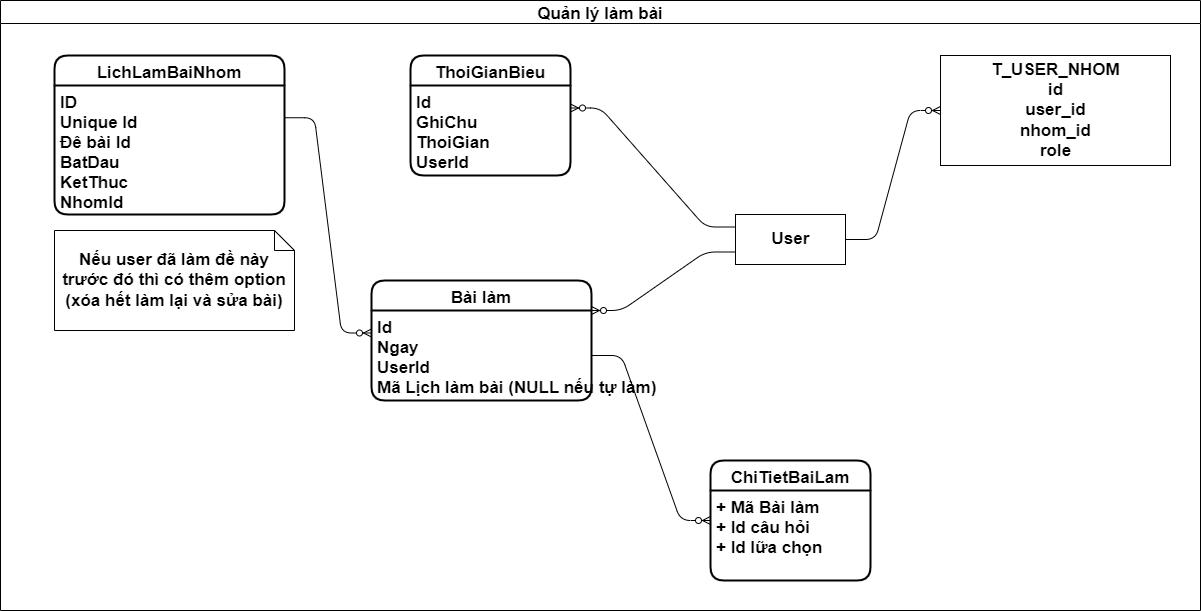 Quản lý làm bài
LichLamBaiNhom
ID
Unique Id
Đê bài Id
BatDau
KetThuc
NhomId
Nếu user đã làm đề này
trước đó thì có thêm option
(xóa hết làm lại và sửa bài)
ThoiGianBieu
Id
GhiChu
ThoiGian
UserId
T_USER_NHOM
id
user_id
nhom_id
role
User
Bài làm
Id
Ngay
UserId
Mã Lịch làm bài (NULL nếu tự làm)
ChiTietBaiLam
+ Mã Bài làm
+ Id câu hỏi
+ Id lữa chọn